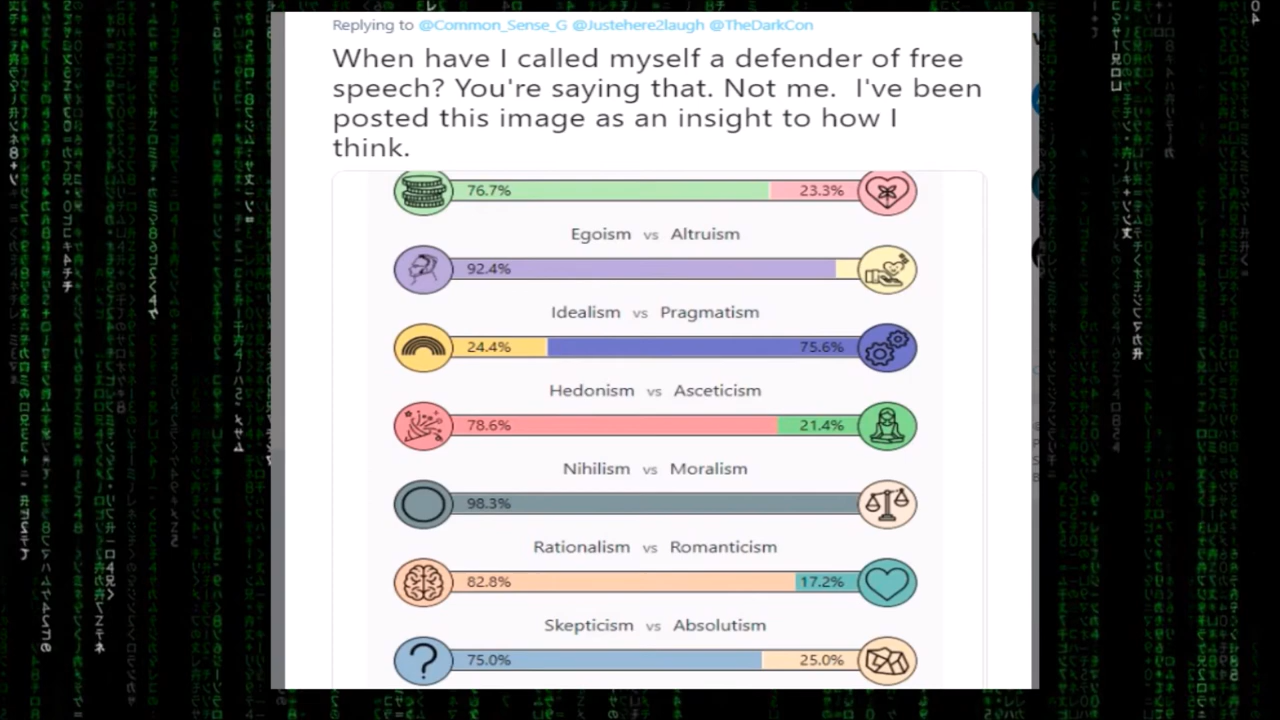 Replying to @Common_Sense_G @Justehere2laugh @TheDarkCon
When have I called myself a defender of free
speech? You're saying that. Not me.  I've been
posted this image as an insight to how I
think.
76.7% 23.3%
Egoism vs Altruism
92.4%
Idealism vs Pragmatism
24.4% 75.6%
Hedonism vs Asceticism
78.6% 21.4%
Nihilism vs Moralism
98.3%
Rationalism vs Romanticism
82.8% 17.2%
Skepticism vs Absolutism
75.0% 25.0%